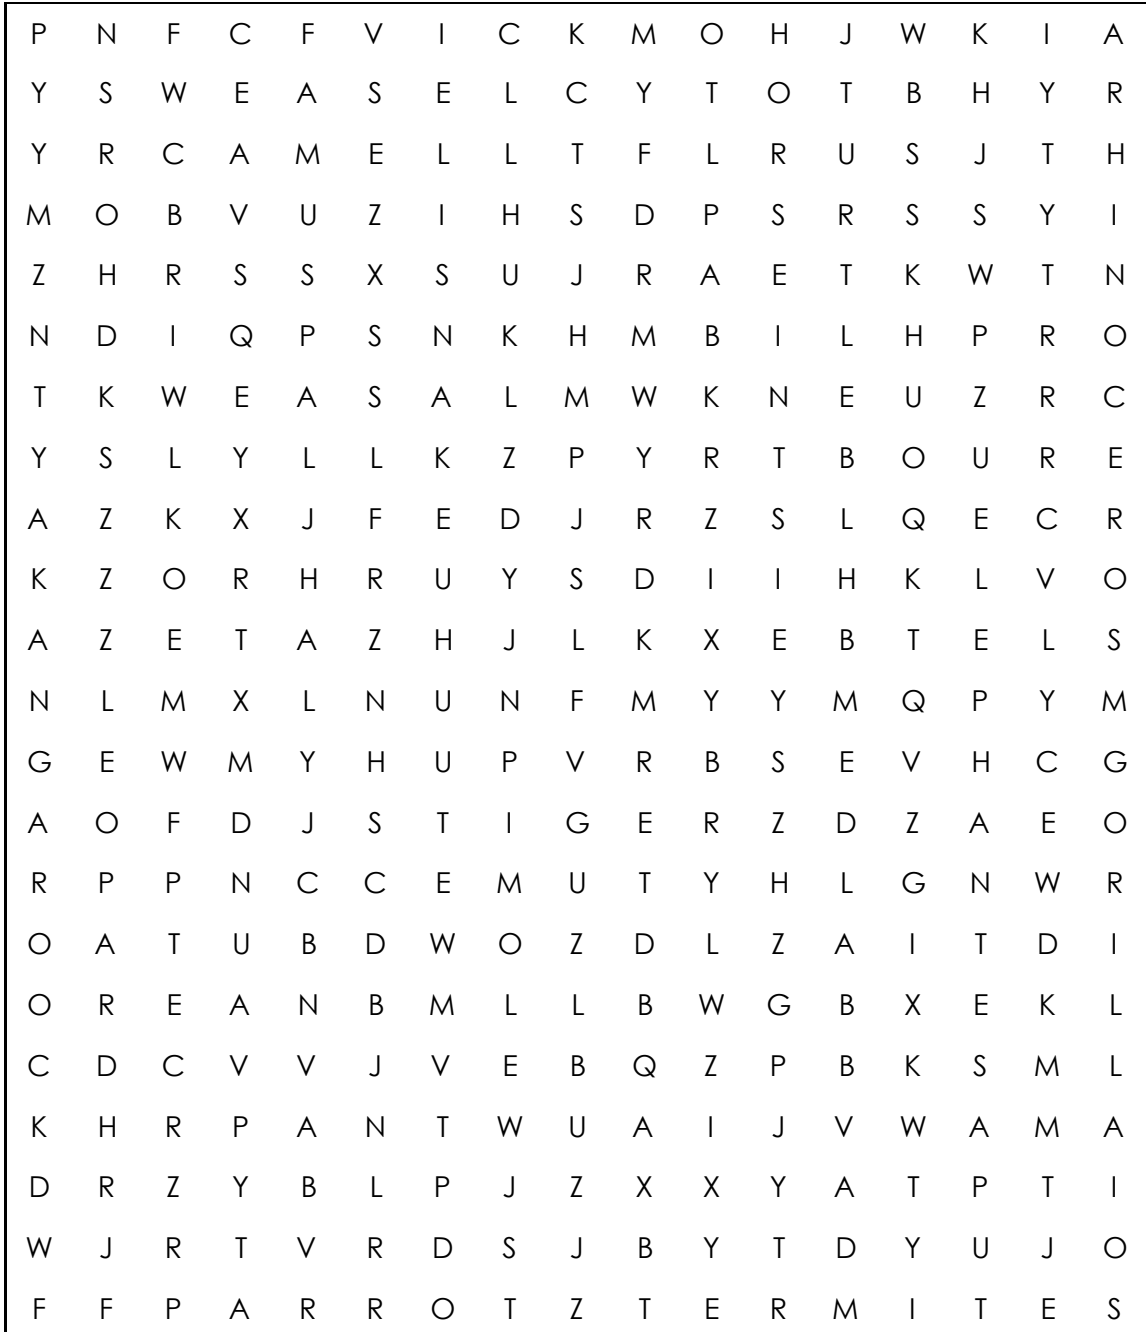 P N F C F V I C K M O H J W K I A
Y S W E A S E L C Y T O T B H Y R
Y R C A M E L L T F L R U S J T H
M O B V U Z I H S D P S R S S Y I
Z H R S S X S U J R A E T K W T N
N D I Q P S N K H M B I L H P R O
T K W E A S A L M W K N E U Z R C
Y S L Y L L K Z P Y R T B O U R E
A Z K X J F E D J R Z S L Q E C R
K Z O R H R U Y S D I I H K L V O
A Z E T A Z H J L K X E B T E L S
N L M X L N U N F M Y Y M Q P Y M
G E W M Y H U P V R B S E V H C G
A O F D J S T I G E R Z D Z A E O
R P P N C C E M U T Y H L G N W R
O A T U B D W O Z D L Z A I T D I
O R E A N B M L L B W G B X E K L
C D C V V J V E B Q Z P B K S M L
K H R P A N T W U A I J V W A M A
D R Z Y B L P J Z X X Y A T P T I
W J R T V R D S J B Y T D Y U J O
F F P A R R O T Z T E R M I T E S